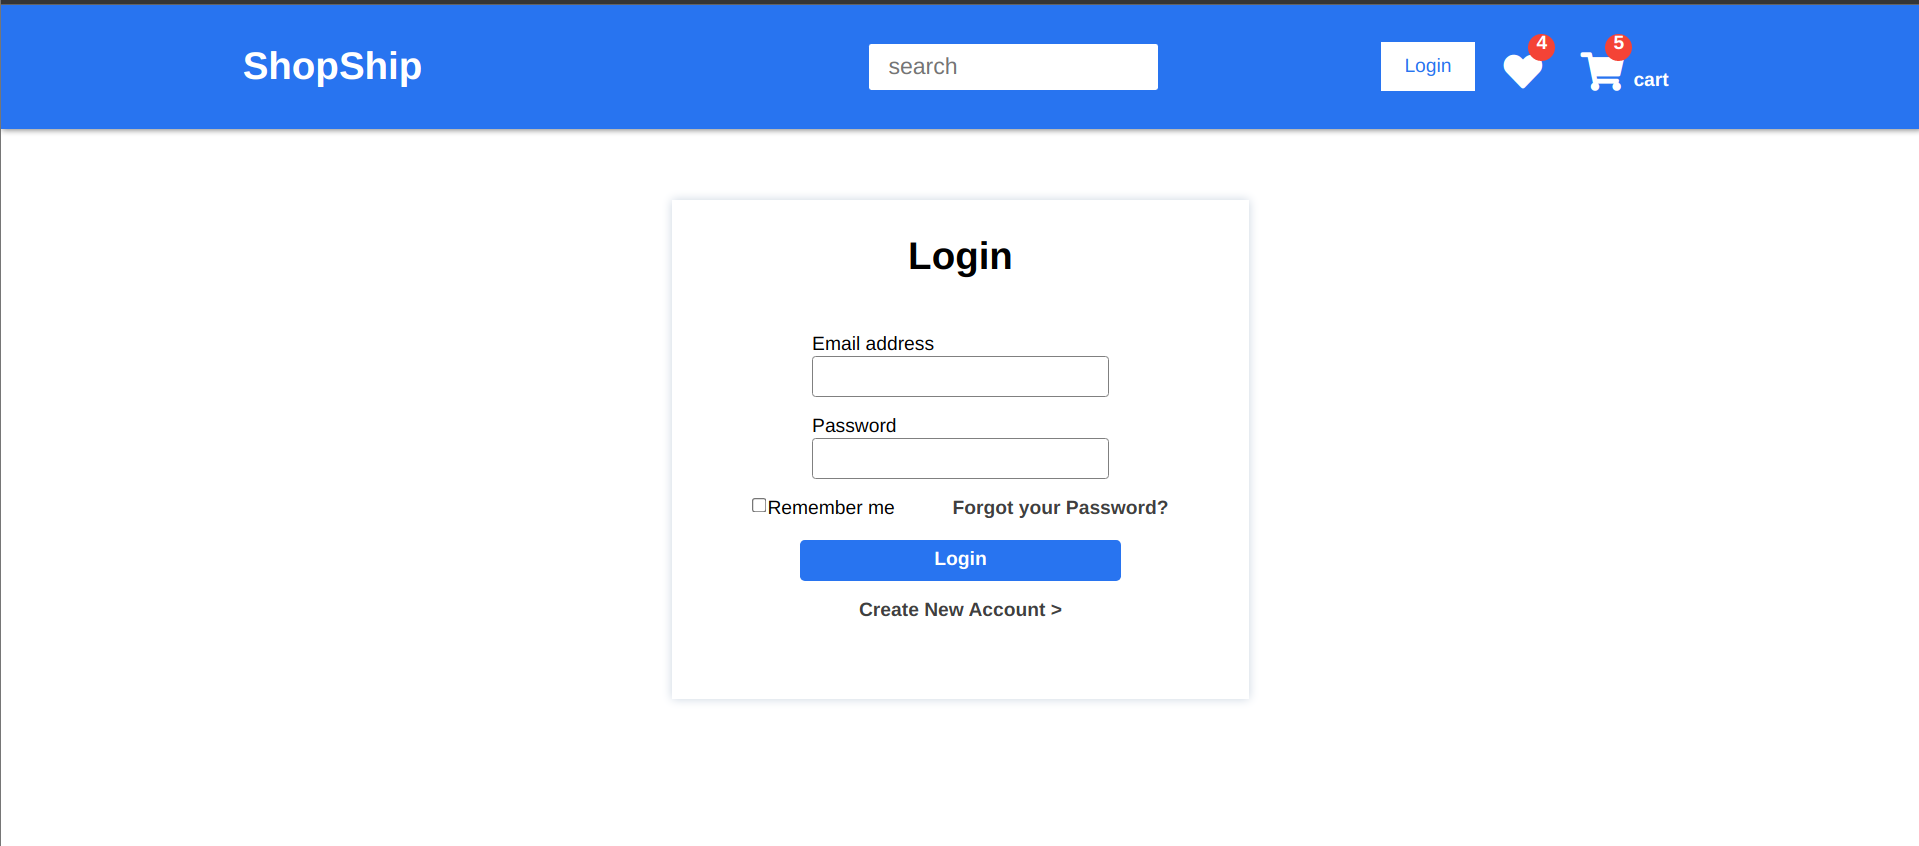 ShopShip
search
Login
4
5
cart
Login
Email address
Password
Remember me
Forgot your Password?
Login
Create New Account >